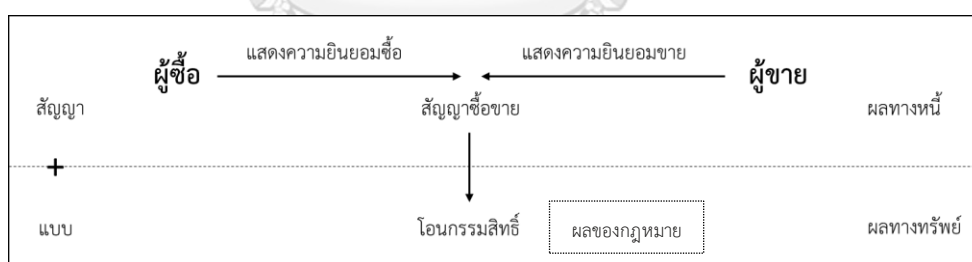 แสดงความยินยอมซื้อ แสดงความยินยอมขาย
ผู้ซื้อ ผู้ขาย
สัญญา สัญญาซื้อขาย ผลทางหนี้
+
แบบ โอนกรรมสิทธิ์ ผลของกฎหมาย ผลทางทรัพย์